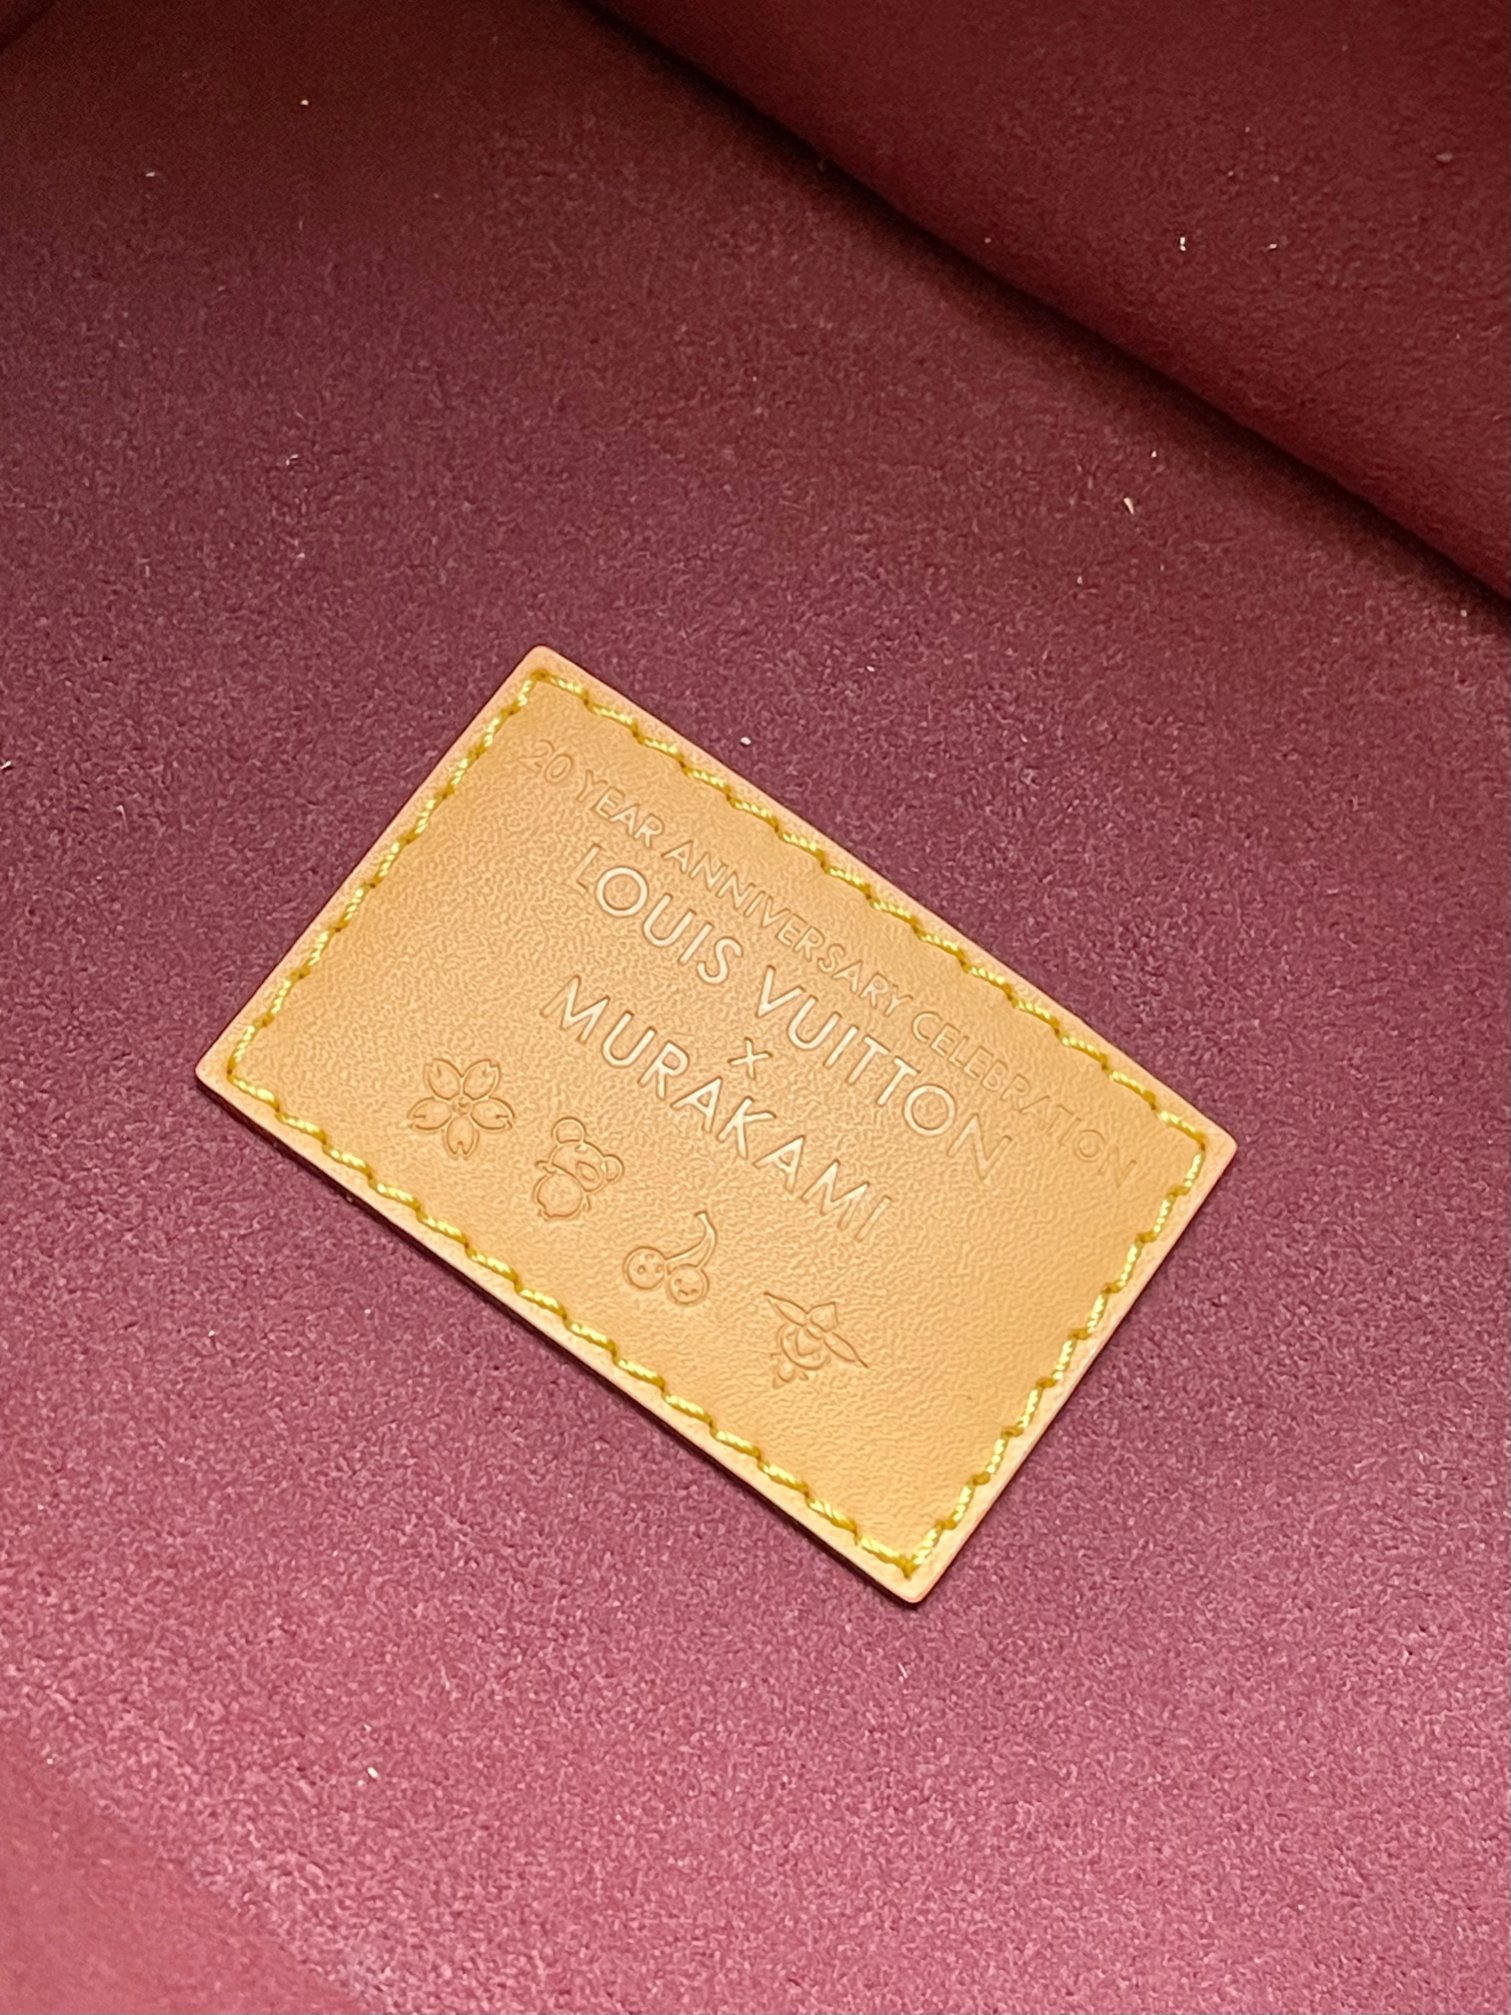 20 YEAR ANNIVERSARY CELEBRATION
LOUIS VUITTON
×
MURAKAMI